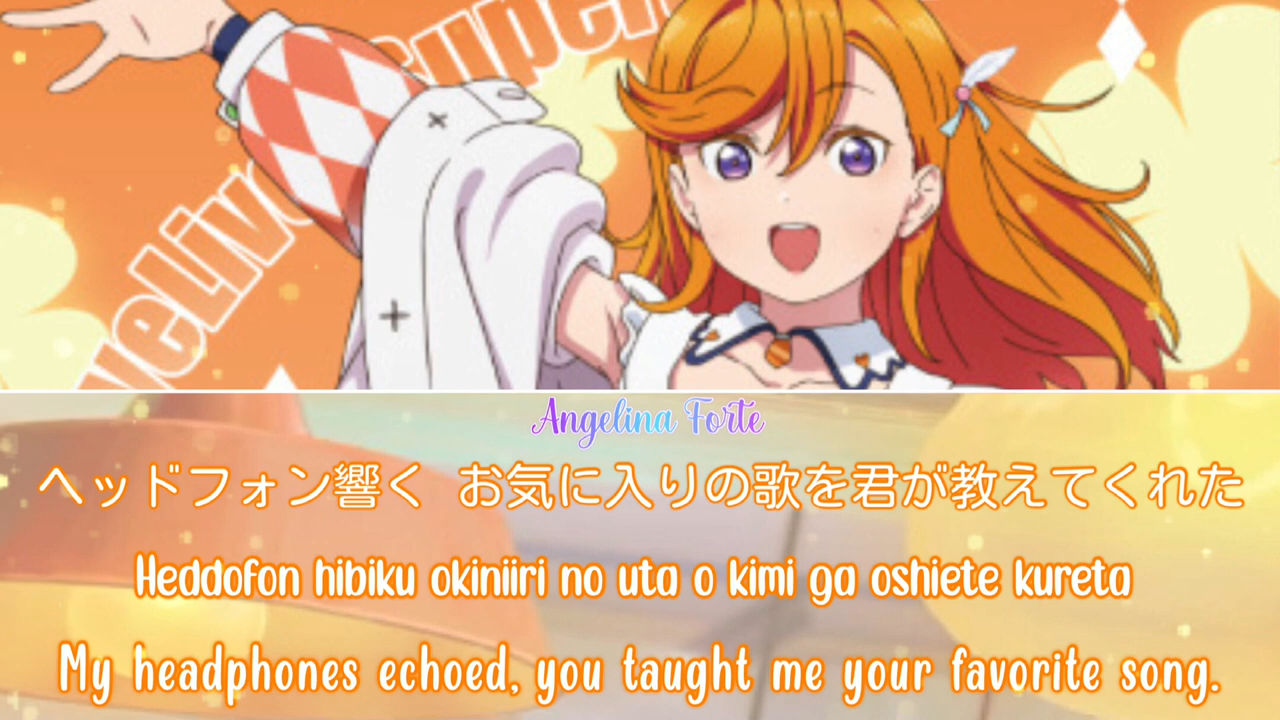 LoveLive
Superstar
Angelina Forte
ヘッドフォン響く お気に入りの歌を君が教えてくれた
Heddofon hibiku okiniiri no uta o kimi ga oshiete kureta
My headphones echoed, you taught me your favorite song.